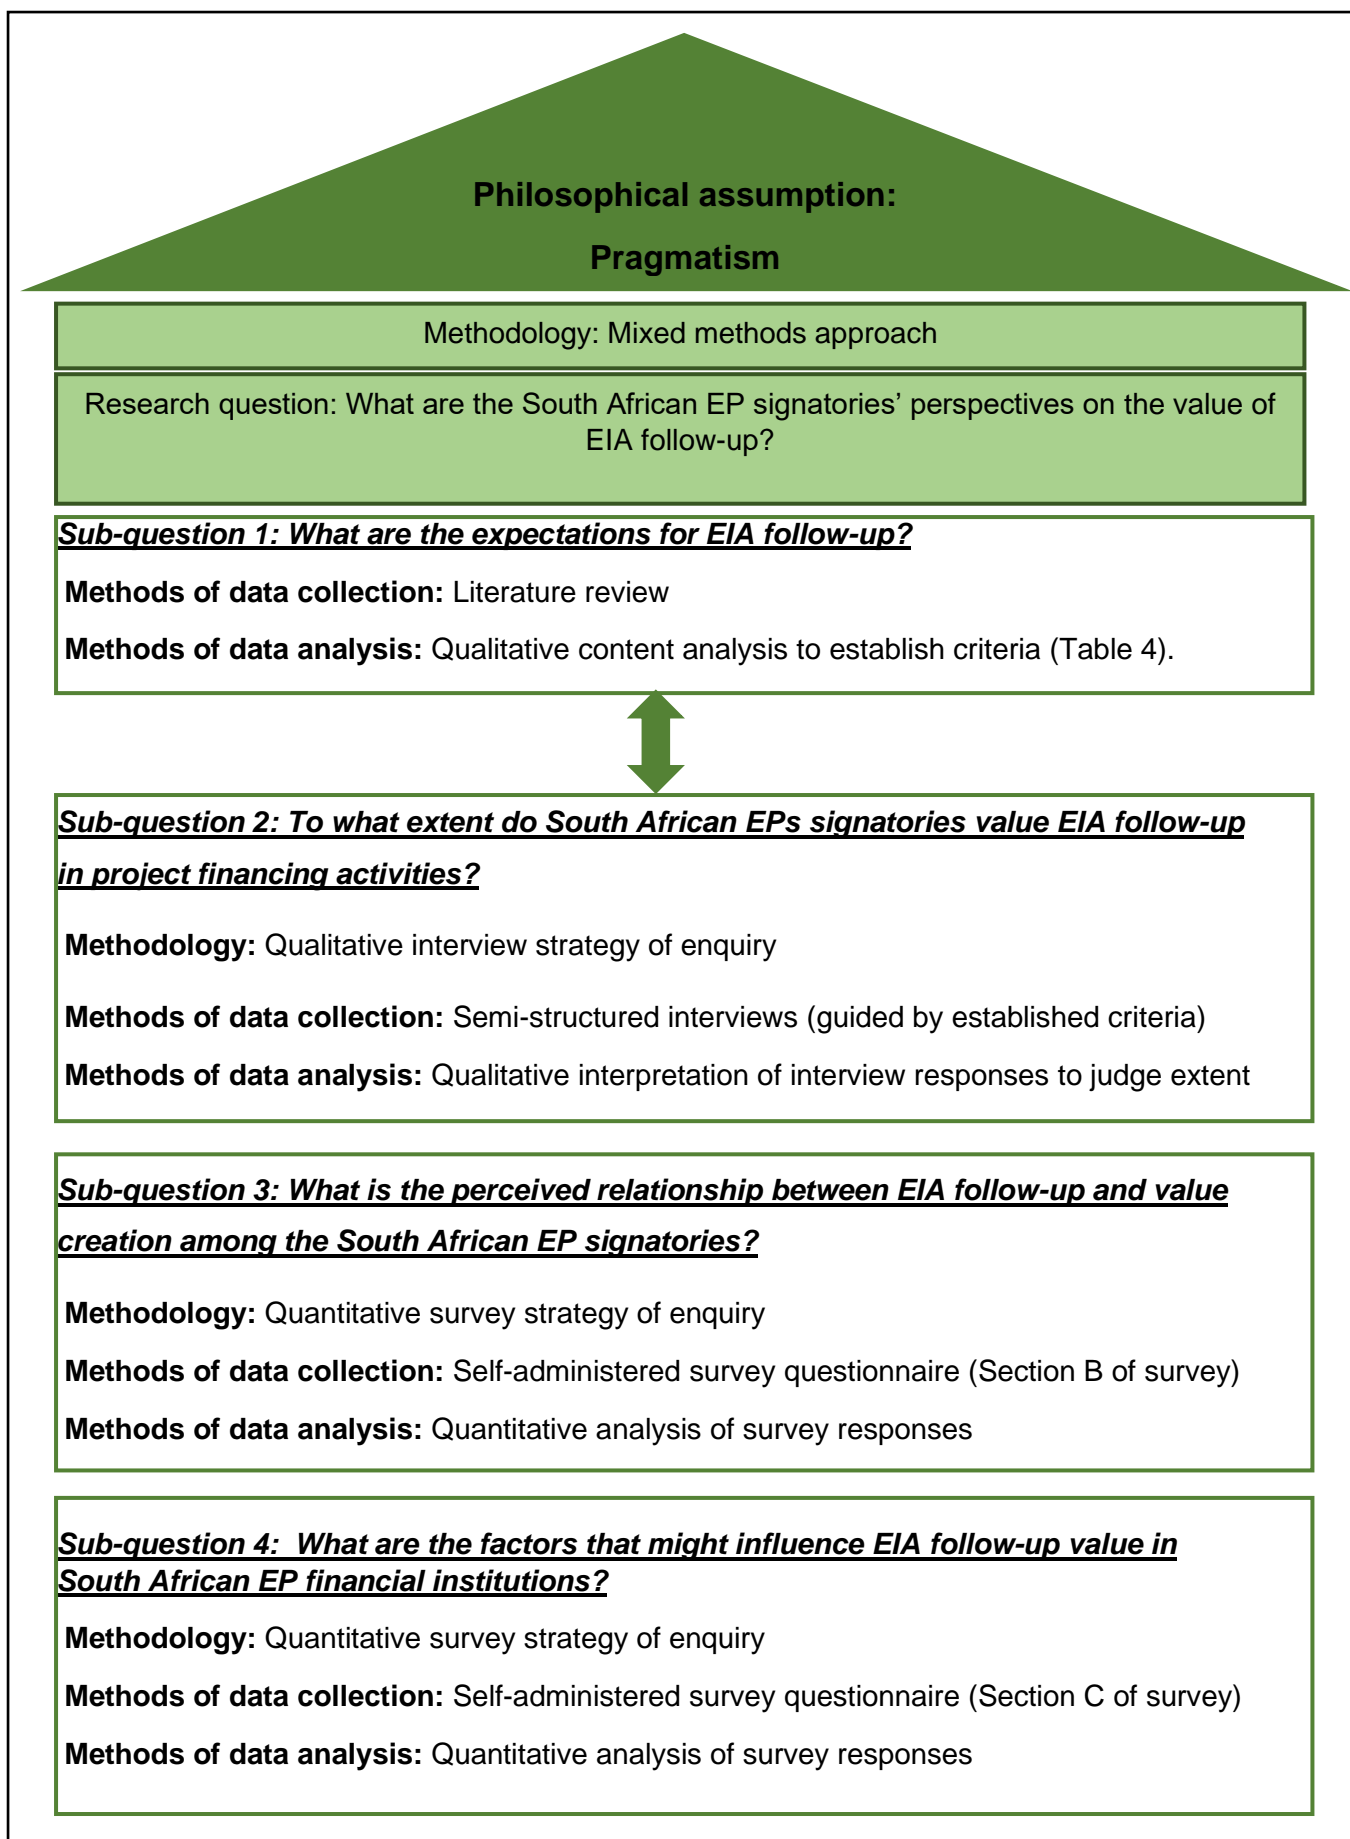 Philosophical assumption:
Pragmatism
Methodology: Mixed methods approach
Research question: What are the South African EP signatories’ perspectives on the value of
EIA follow-up?
Sub-question 1: What are the expectations for EIA follow-up?
Methods of data collection: Literature review
Methods of data analysis: Qualitative content analysis to establish criteria (Table 4).
Sub-question 2: To what extent do South African EPs signatories value EIA follow-up
in project financing activities?
Methodology: Qualitative interview strategy of enquiry
Methods of data collection: Semi-structured interviews (guided by established criteria)
Methods of data analysis: Qualitative interpretation of interview responses to judge extent
Sub-question 3: What is the perceived relationship between EIA follow-up and value
creation among the South African EP signatories?
Methodology: Quantitative survey strategy of enquiry
Methods of data collection: Self-administered survey questionnaire (Section B of survey)
Methods of data analysis: Quantitative analysis of survey responses
Sub-question 4:  What are the factors that might influence EIA follow-up value in
South African EP financial institutions?
Methodology: Quantitative survey strategy of enquiry
Methods of data collection: Self-administered survey questionnaire (Section C of survey)
Methods of data analysis: Quantitative analysis of survey responses